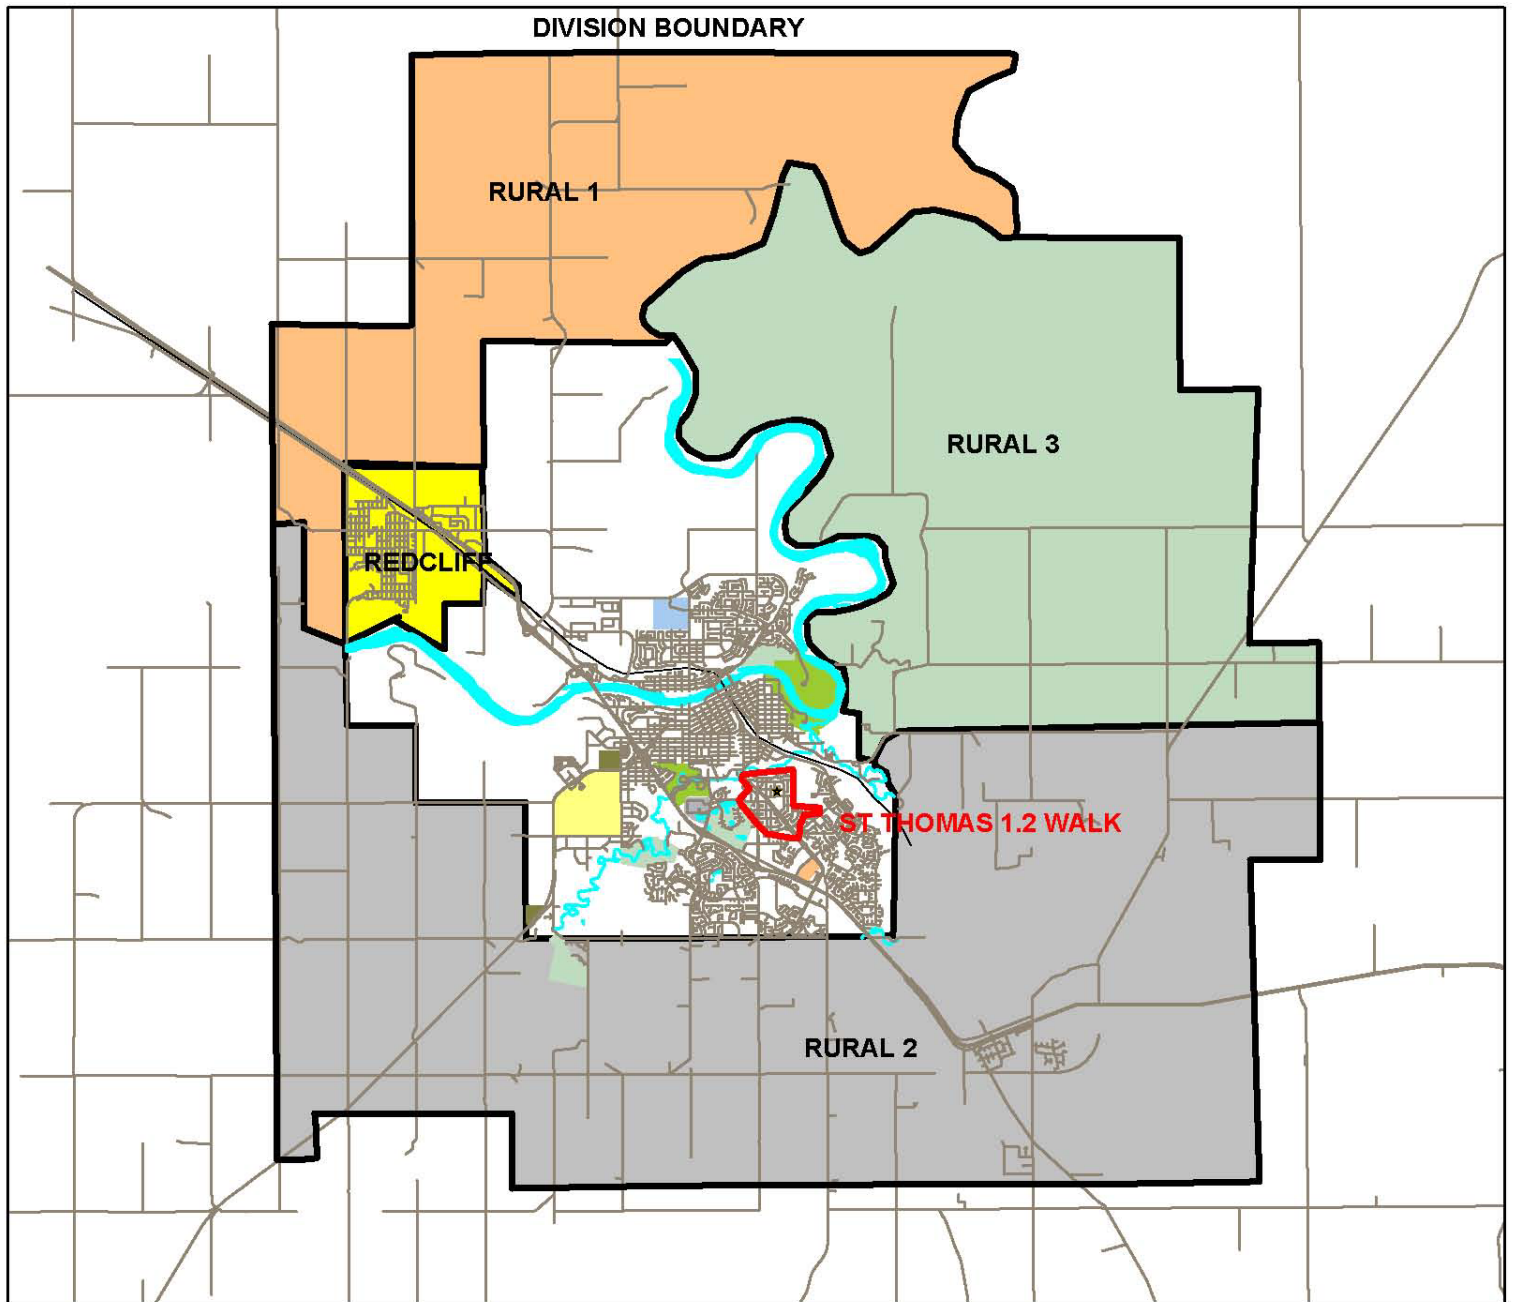 DIVISION BOUNDARY
RURAL 1
RURAL 3
REDCLIFF
ST THOMAS 1.2 WALK
RURAL 2